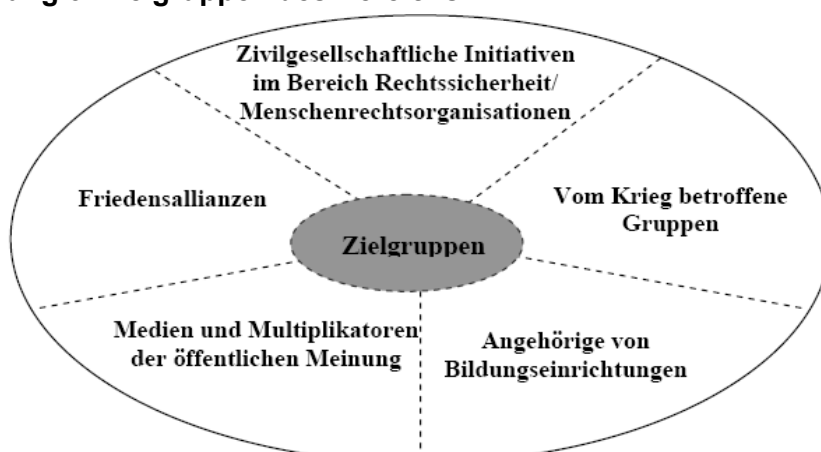 Zivilgesellschaftliche Initiativen
im Bereich Rechtssicherheit/
Menschenrechtsorganisationen
Friedensallianzen
Vom Krieg betroffene
Gruppen
Zielgruppen
Medien und Multiplikatoren
der öffentlichen Meinung
Angehörige von
Bildungseinrichtungen